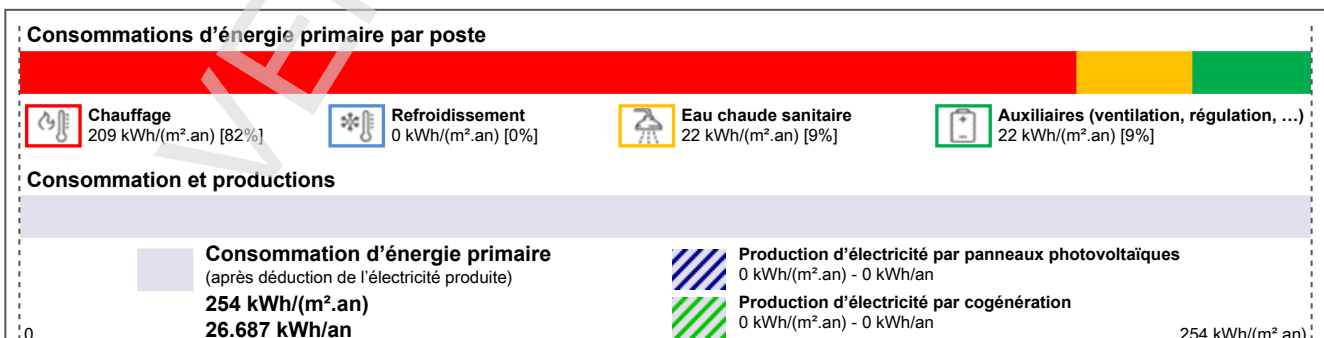 Consommations d'énergie primaire par poste
Chauffage
209 kWh/(m².an) [82%]
Refroidissement
0 kWh/(m².an) [0%]
Eau chaude sanitaire
22 kWh/(m².an) [9%]
Auxiliaires (ventilation, régulation, …)
22 kWh/(m².an) [9%]
Consommation et productions
Consommation d'énergie primaire
(après déduction de l'électricité produite)
254 kWh/(m².an)
26.687 kWh/an
Production d'électricité par panneaux photovoltaïques
0 kWh/(m².an) - 0 kWh/an
Production d'électricité par cogénération
0 kWh/(m².an) - 0 kWh/an
0
254 kWh/(m².an)